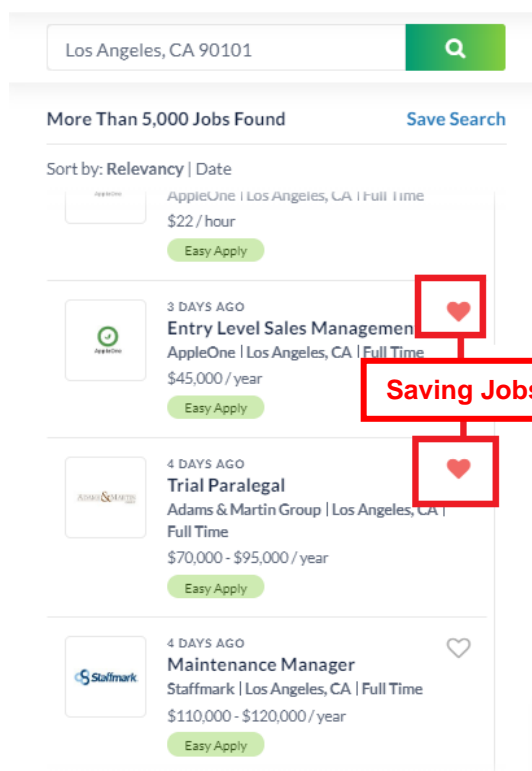 Los Angeles, CA 90101
More Than 5,000 Jobs Found Save Search
Sort by: Relevancy | Date
AppleOne | Los Angeles, CA | Full Time
AppleOne
$22 / hour
Easy Apply
3 DAYS AGO
Entry Level Sales Managemen
AppleOne
AppleOne | Los Angeles, CA | Full Time
$45,000 / year
Saving Jobs
Easy Apply
4 DAYS AGO
Trial Paralegal
ADAMS & MARTIN
Adams & Martin Group | Los Angeles, CA |
Full Time
$70,000 - $95,000 / year
Easy Apply
4 DAYS AGO
Maintenance Manager
Staffmark
Staffmark | Los Angeles, CA | Full Time
$110,000 - $120,000 / year
Easy Apply